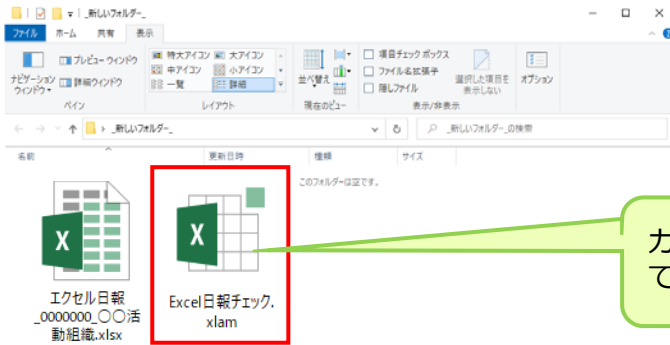 _新しいフォルダー_
ファイル ホーム 共有 表示
ナビゲーション ウィンドウ
プレビュー ウィンドウ
詳細ウィンドウ
ペイン
特大アイコン 大アイコン
中アイコン 小アイコン
一覧 詳細
レイアウト
並べ替え
現在のビュー
項目チェック ボックス
ファイル名拡張子
隠しファイル
選択した項目を
表示しない
表示/非表示
オプション
_新しいフォルダー_ _新しいフォルダー_の検索
名前 更新日時 種類 サイズ
このフォルダーは空です。
エクセル日報
_0000000_〇〇活
動組織.xlsx
Excel日報チェック.
xlam